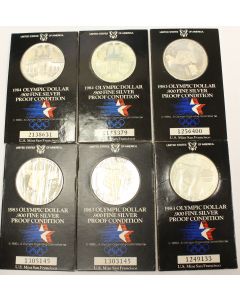 UNITED STATES OF AMERICA
1984 OLYMPIC DOLLAR
.900 FINE SILVER
PROOF CONDITION
2138631
U.S. Mint San Francisco
UNITED STATES OF AMERICA
1984 OLYMPIC DOLLAR
.900 FINE SILVER
PROOF CONDITION
U.S. Mint San Francisco
UNITED STATES OF AMERICA
1983 OLYMPIC DOLLAR
.900 FINE SILVER
PROOF CONDITION
1256400
U.S. Mint San Francisco
UNITED STATES OF AMERICA
1983 OLYMPIC DOLLAR
.900 FINE SILVER
PROOF CONDITION
1305145
U.S. Mint San Francisco
UNITED STATES OF AMERICA
1983 OLYMPIC DOLLAR
.900 FINE SILVER
PROOF CONDITION
U.S. Mint San Francisco
UNITED STATES OF AMERICA
1983 OLYMPIC DOLLAR
.900 FINE SILVER
PROOF CONDITION
1249133
U.S. Mint San Francisco